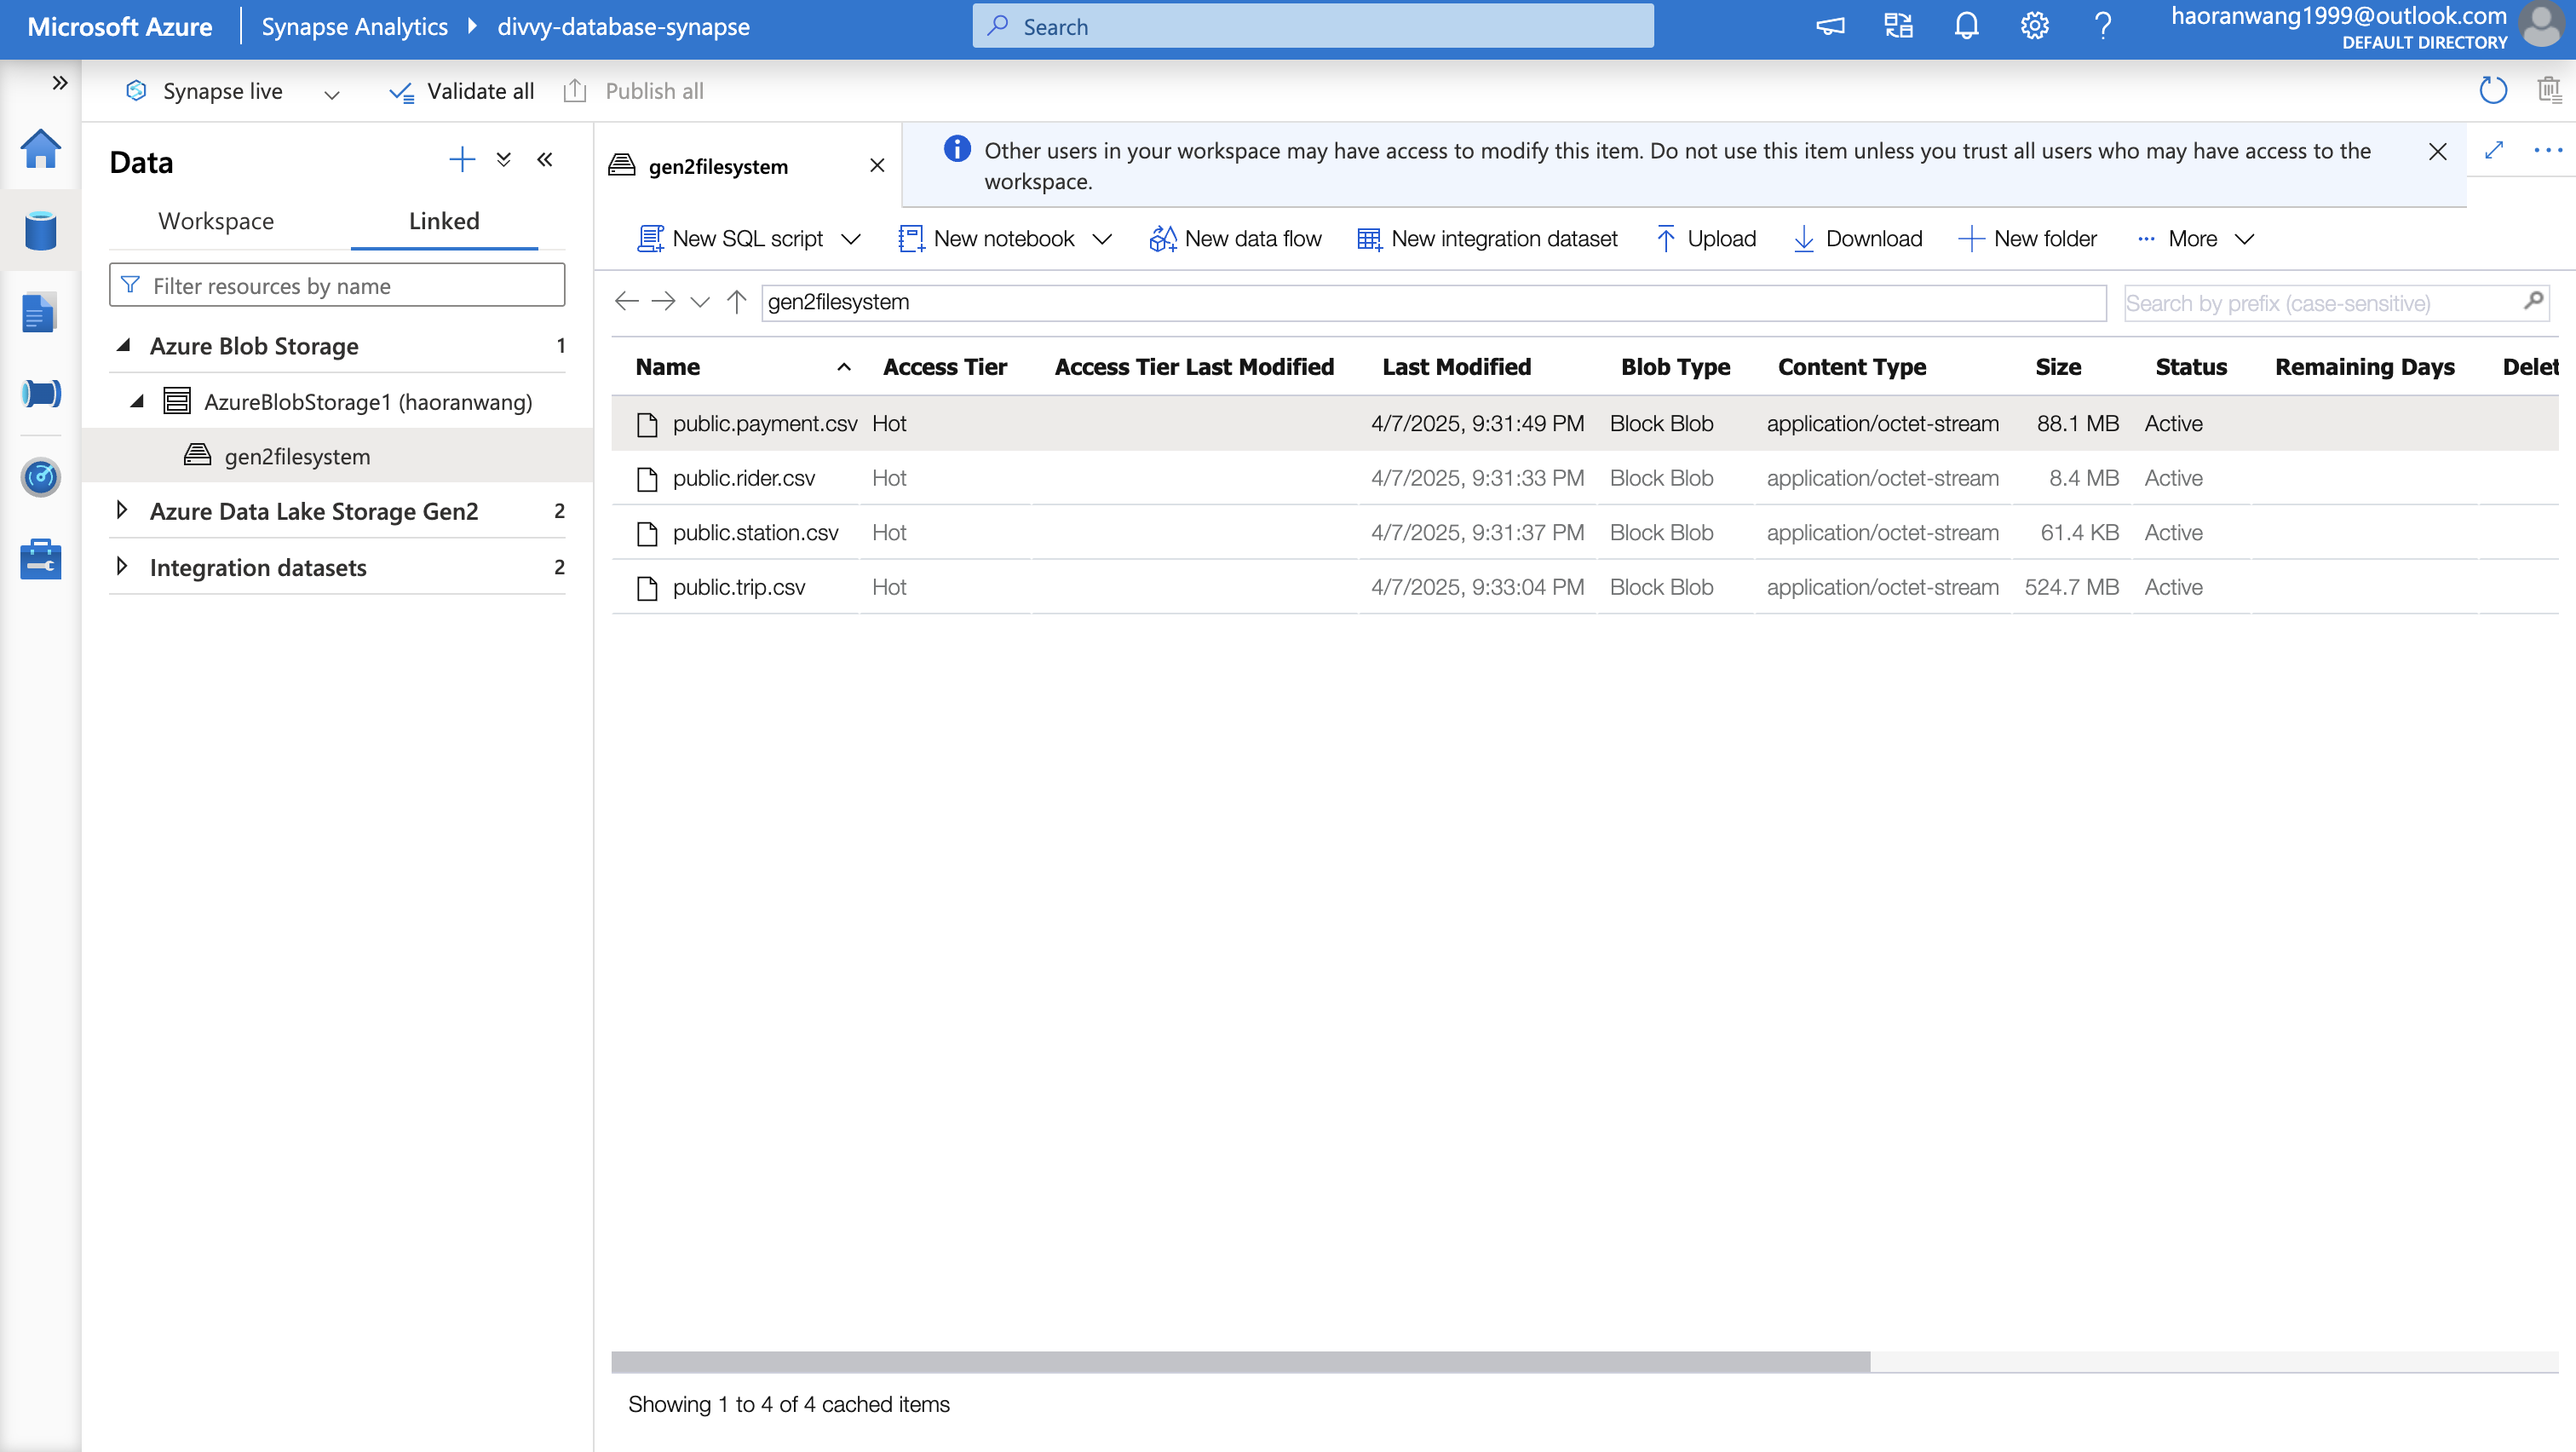 Microsoft Azure
Synapse Analytics
divvy-database-synapse
Search
haoranwang1999@outlook.com
DEFAULT DIRECTORY
Synapse live
Validate all
Publish all
Data
Workspace
Linked
Filter resources by name
Azure Blob Storage 1
AzureBlobStorage1 (haoranwang)
gen2filesystem
Azure Data Lake Storage Gen2 2
Integration datasets 2
gen2filesystem
Other users in your workspace may have access to modify this item. Do not use this item unless you trust all users who may have access to the
workspace.
New SQL script
New notebook
New data flow
New integration dataset
Upload
Download
New folder
More
gen2filesystem
Search by prefix (case-sensitive)
Name Access Tier Access Tier Last Modified Last Modified Blob Type Content Type Size Status Remaining Days Delet
public.payment.csv Hot 4/7/2025, 9:31:49 PM Block Blob application/octet-stream 88.1 MB Active
public.rider.csv Hot 4/7/2025, 9:31:33 PM Block Blob application/octet-stream 8.4 MB Active
public.station.csv Hot 4/7/2025, 9:31:37 PM Block Blob application/octet-stream 61.4 KB Active
public.trip.csv Hot 4/7/2025, 9:33:04 PM Block Blob application/octet-stream 524.7 MB Active
Showing 1 to 4 of 4 cached items